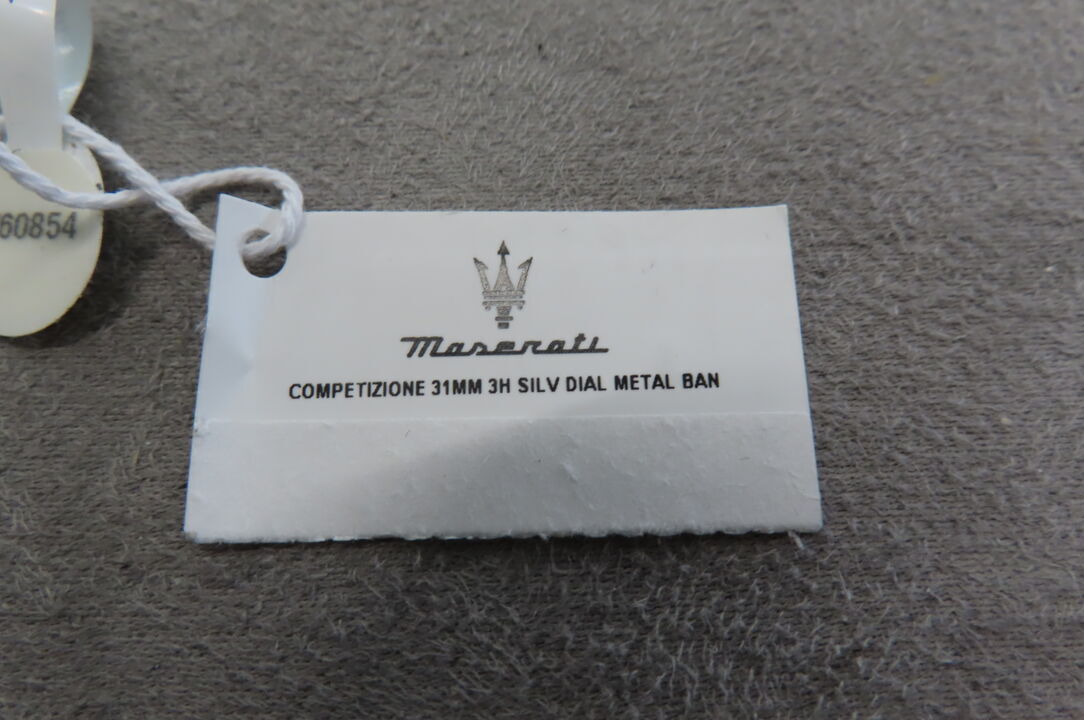 60854
Maserati
COMPETIZIONE 31MM 3H SILV DIAL METAL BAN